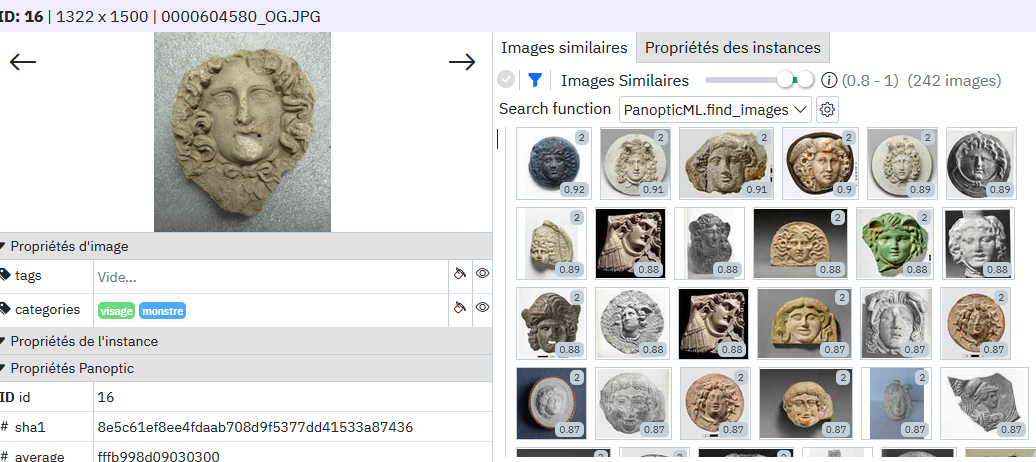 ID: 16 | 1322 x 1500 | 0000604580_OG.JPG
Images similaires Propriétés des instances
Images Similaires (0.8 - 1) (242 images)
Search function PanopticML.find_images
2 2 2 2 2
0.92 0.91 0.91 0.9 0.89 0.89
2 2 2 2
0.89 0.88 0.88 0.88 0.88 0.88
2 2 2 2
0.88 0.88 0.88 0.87 0.87 0.87
2 2 2 2
0.87 0.87 0.87 0.87 0.87 0.87
Propriétés d'image
tags Vide...
categories visage monstre
Propriétés de l'instance
Propriétés Panoptic
ID id 16
# sha1 8e5c61ef8ee4fdaab708d9f5377dd41533a87436
# average fffb998d09030300